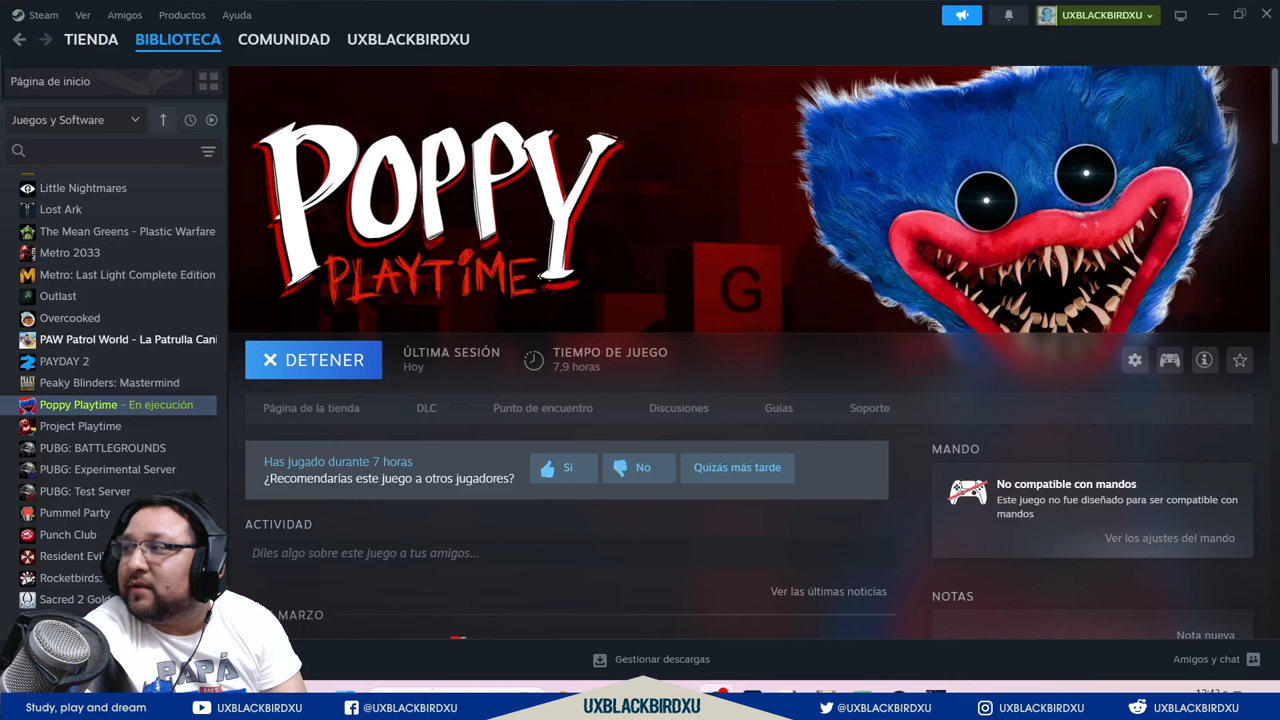 Steam Ver Amigos Productos Ayuda UXBLACKBIRDXU
TIENDA BIBLIOTECA COMUNIDAD UXBLACKBIRDXU
Página de inicio
Juegos y Software
Little Nightmares
Lost Ark
The Mean Greens - Plastic Warfare
Metro 2033
Metro: Last Light Complete Edition
Outlast
Overcooked
PAW Patrol World - La Patrulla Cani
PAYDAY 2
Peaky Blinders: Mastermind
Poppy Playtime - En ejecución
Project Playtime
PUBG: BATTLEGROUNDS
PUBG: Experimental Server
PUBG: Test Server
Pummel Party
Punch Club
Resident Evi
Rocketbirds:
Sacred 2 Gold
POPPY
PLAYTIME
G
DETENER
ÚLTIMA SESIÓN
Hoy
TIEMPO DE JUEGO
7,9 horas
Página de la tienda DLC Punto de encuentro Discusiones Guías Soporte
Has jugado durante 7 horas
¿Recomendarías este juego a otros jugadores?
Sí No Quizás más tarde
ACTIVIDAD
Diles algo sobre este juego a tus amigos...
Ver las últimas noticias
MARZO
MANDO
No compatible con mandos
Este juego no fue diseñado para ser compatible con
mandos
Ver los ajustes del mando
NOTAS
Nota nueva
Gestionar descargas
Amigos y chat
PAPÁ
Study, play and dream UXBLACKBIRDXU @UXBLACKBIRDXU UXBLACKBIRDXU @UXBLACKBIRDXU UXBLACKBIRDXU UXBLACKBIRDXU